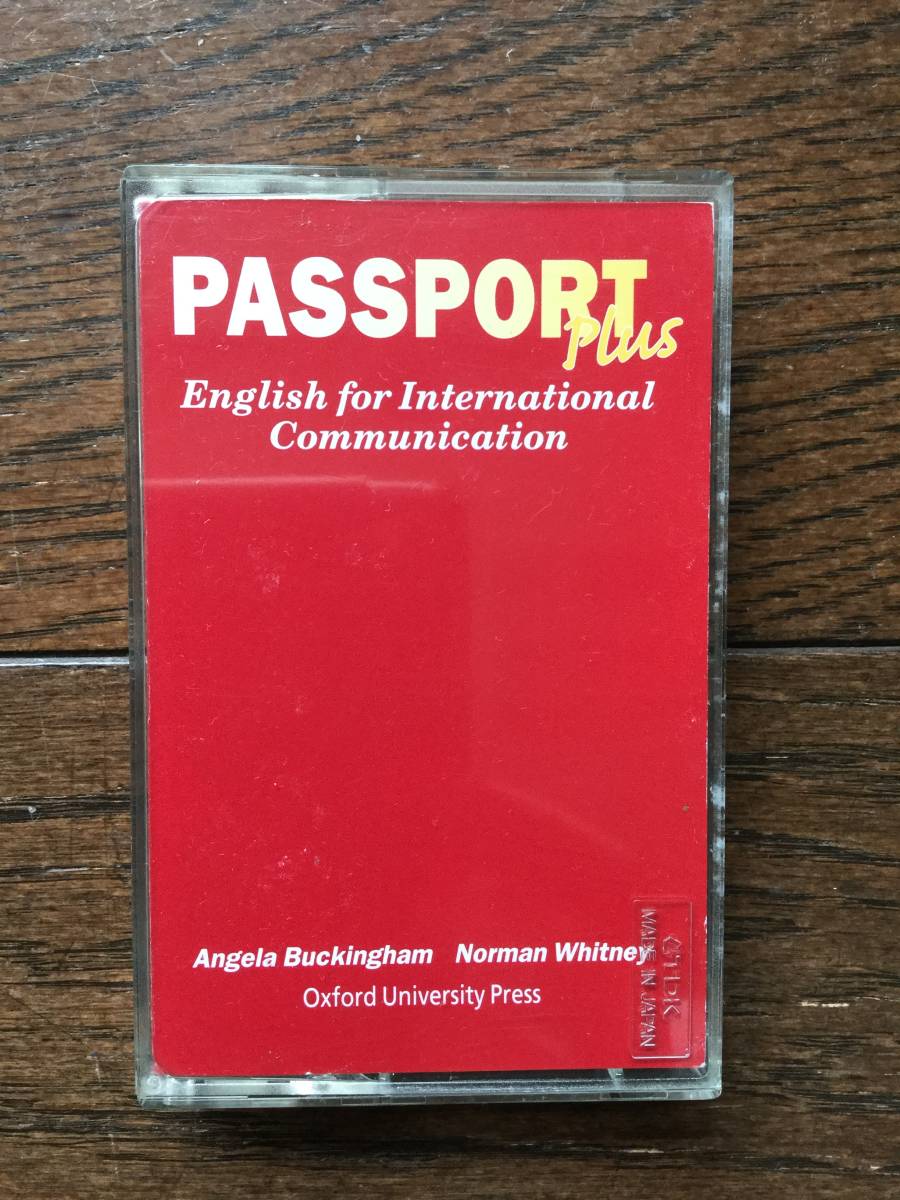 PASSPORT
Plus
English for International
Communication
Angela Buckingham Norman Whitney
Oxford University Press
TDK
MADE IN JAPAN